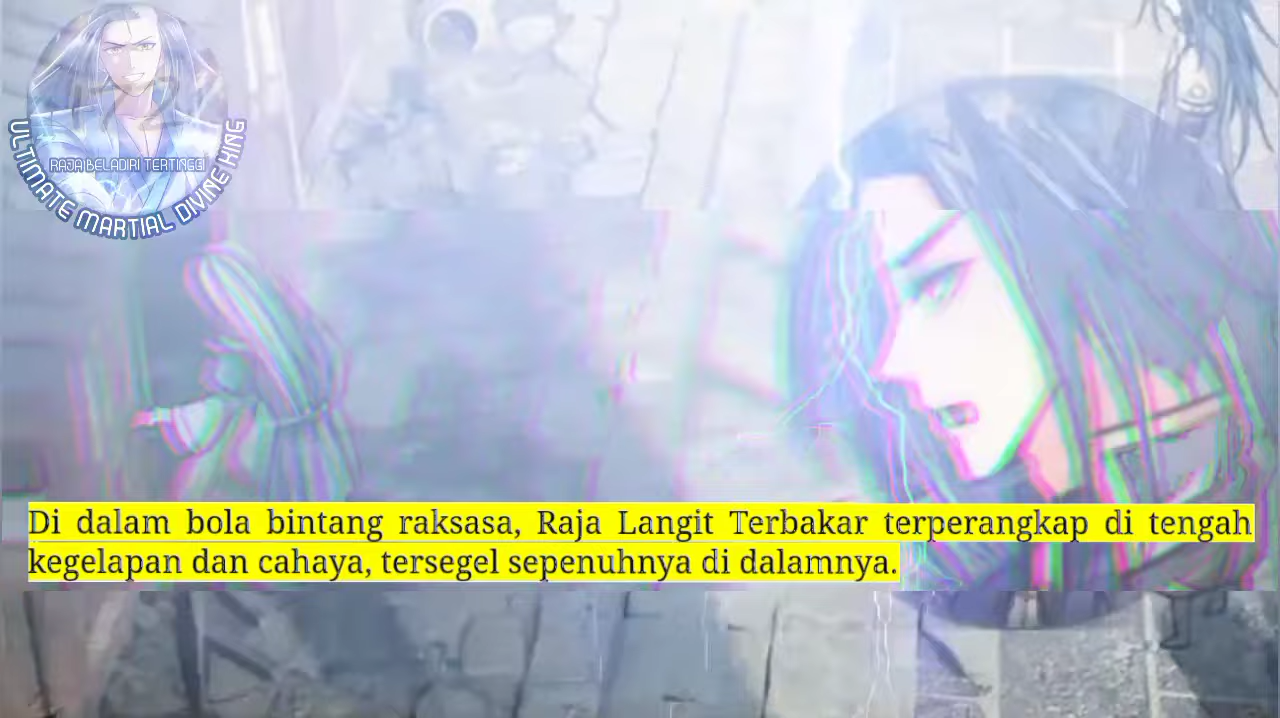 RAJA BELADIRI TERTINGGI
ULTIMATE MARTIAL DIVINE KING
Di dalam bola bintang raksasa, Raja Langit Terbakar terperangkap di tengah
kegelapan dan cahaya, tersegel sepenuhnya di dalamnya.